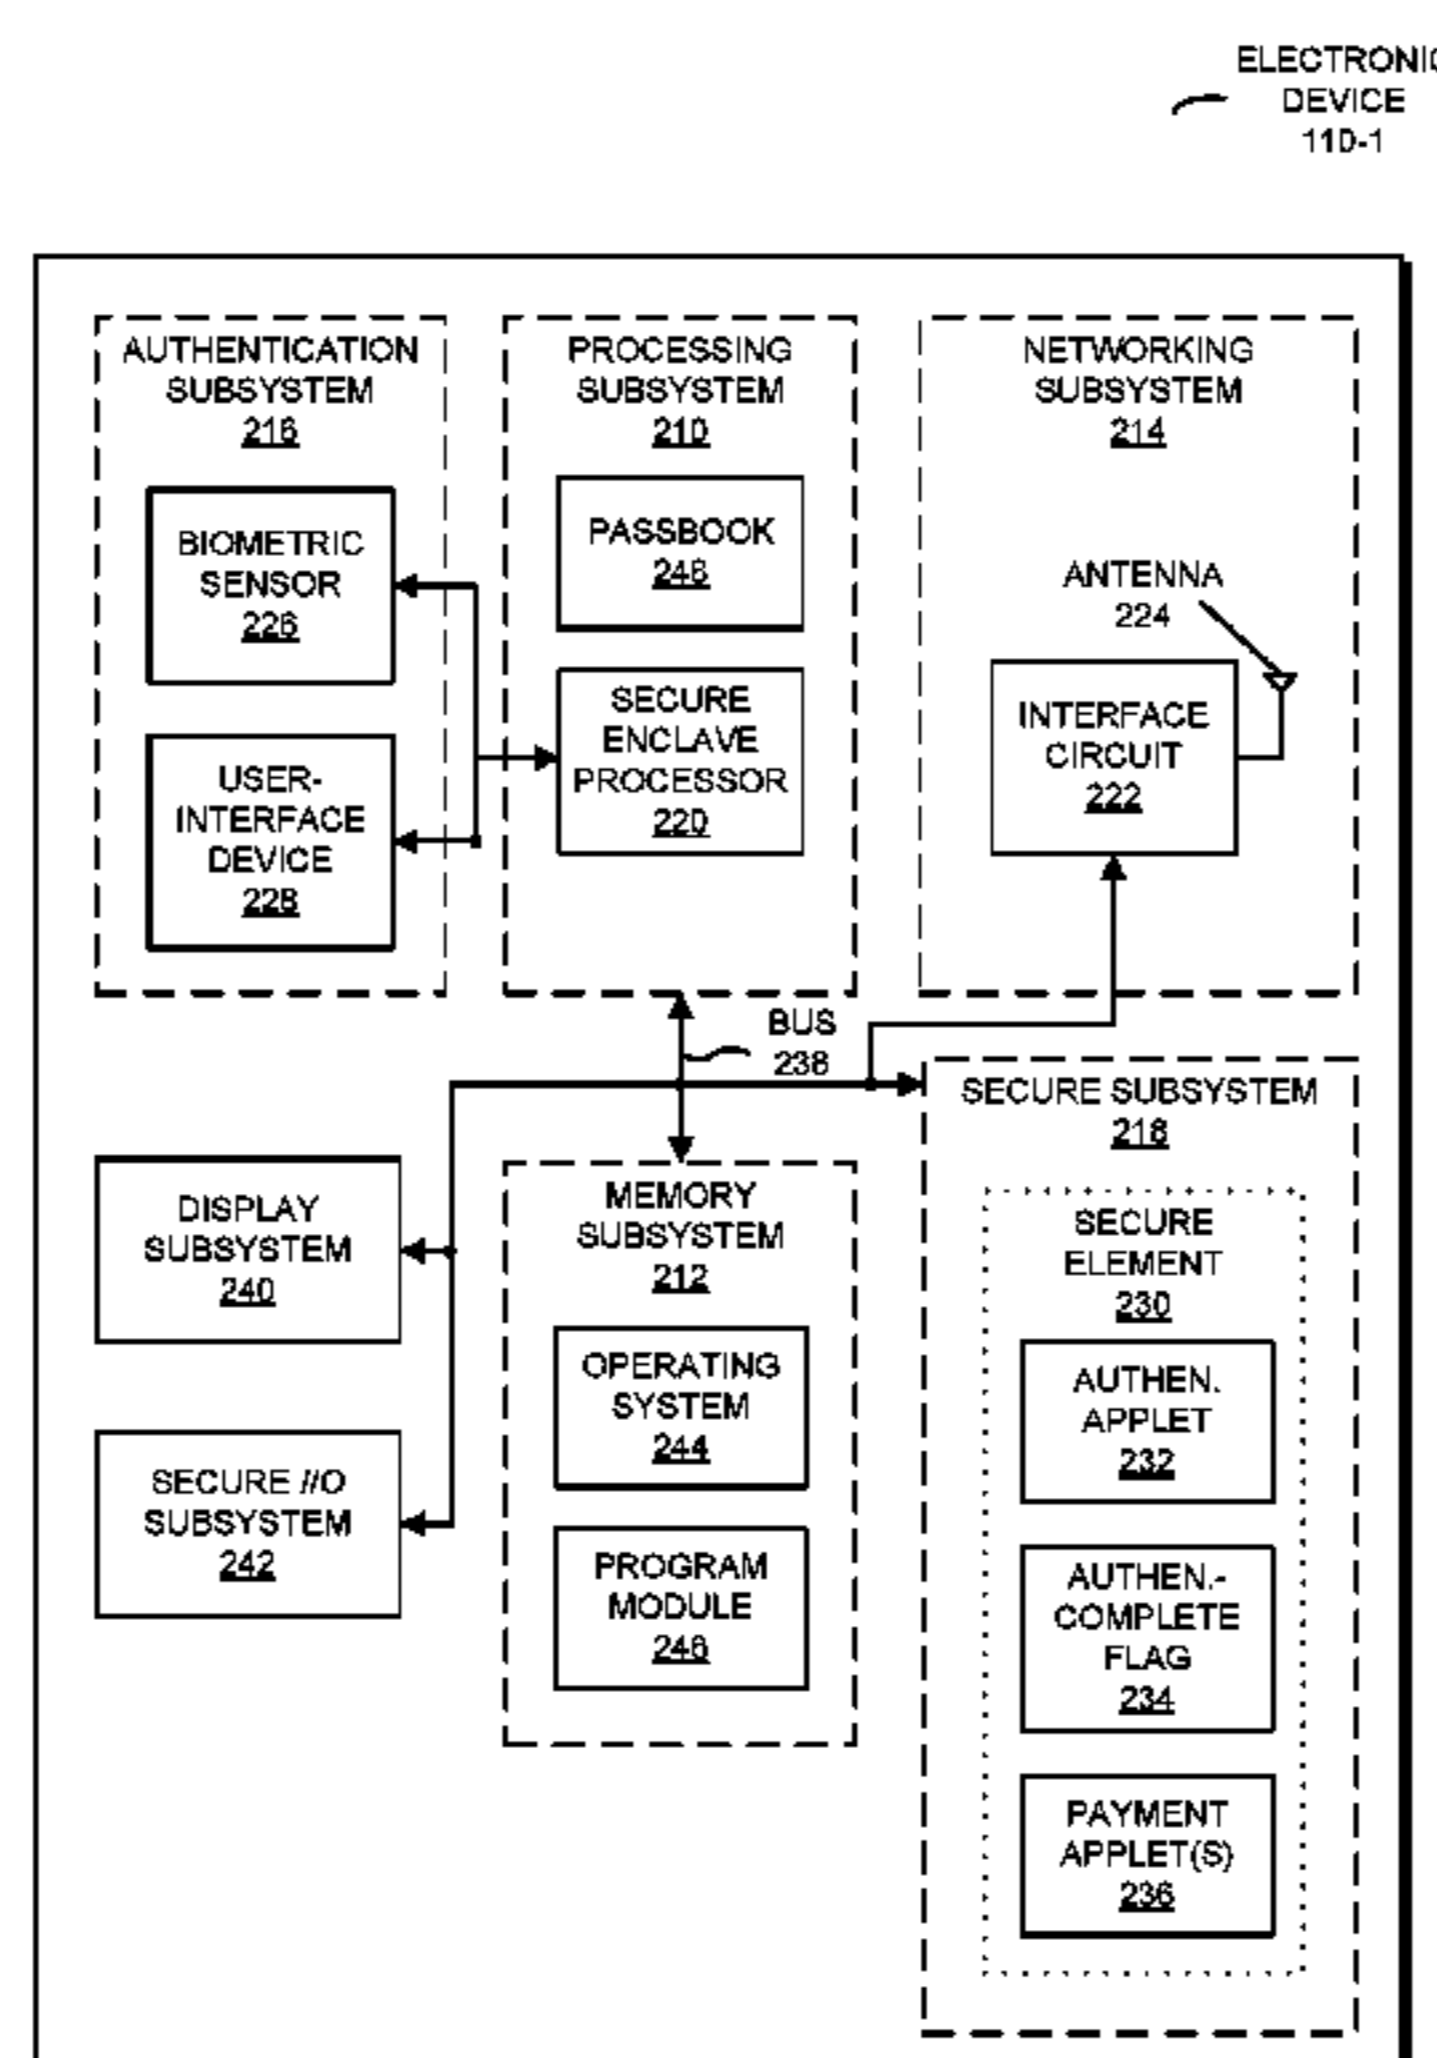 ELECTRONIC
DEVICE
110-1
AUTHENTICATION
SUBSYSTEM
216
BIOMETRIC
SENSOR
226
USER-
INTERFACE
DEVICE
228
PROCESSING
SUBSYSTEM
210
PASSBOOK
248
SECURE
ENCLAVE
PROCESSOR
220
NETWORKING
SUBSYSTEM
214
ANTENNA
224
INTERFACE
CIRCUIT
222
BUS
238
DISPLAY
SUBSYSTEM
240
SECURE I/O
SUBSYSTEM
242
MEMORY
SUBSYSTEM
212
OPERATING
SYSTEM
244
PROGRAM
MODULE
246
SECURE SUBSYSTEM
218
SECURE
ELEMENT
230
AUTHEN.
APPLET
232
AUTHEN.-
COMPLETE
FLAG
234
PAYMENT
APPLET(S)
236